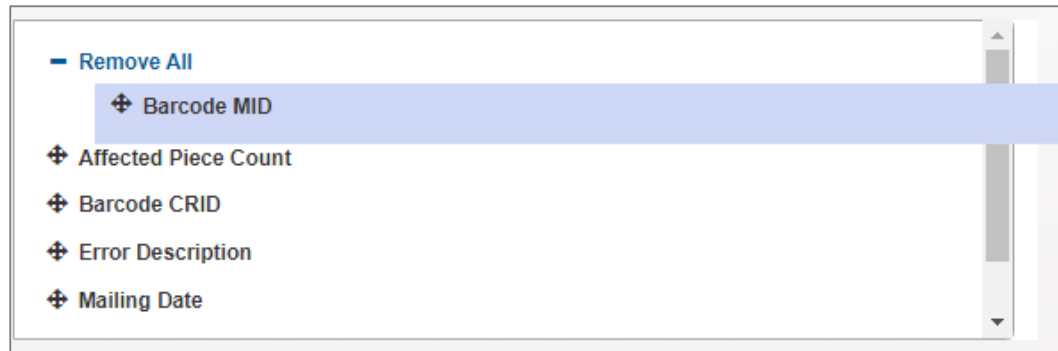 Remove All
Barcode MID
Affected Piece Count
Barcode CRID
Error Description
Mailing Date